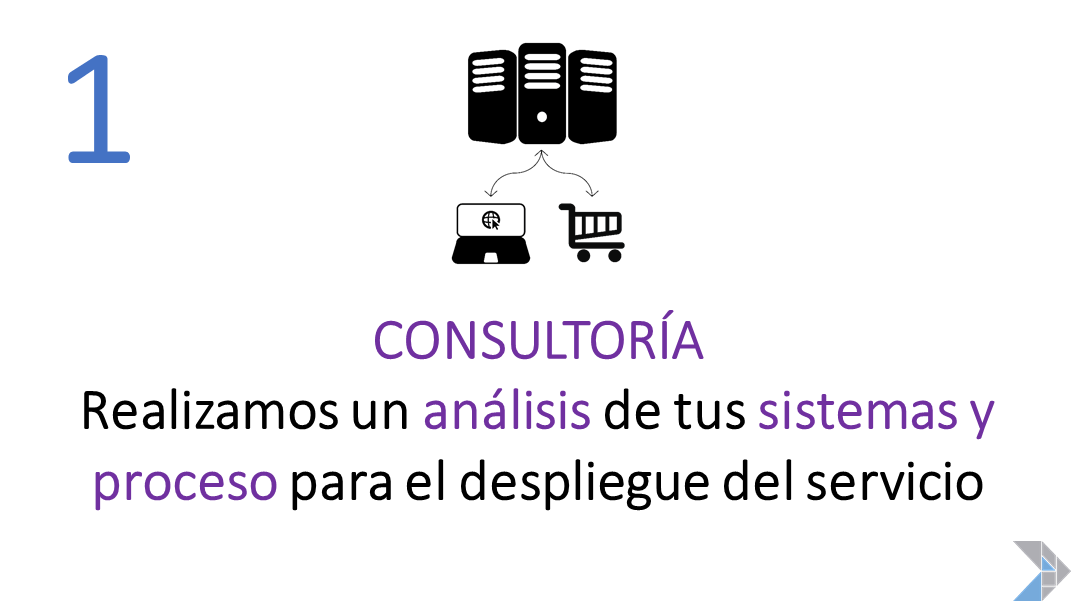 1
CONSULTORÍA
Realizamos un análisis de tus sistemas y
proceso para el despliegue del servicio